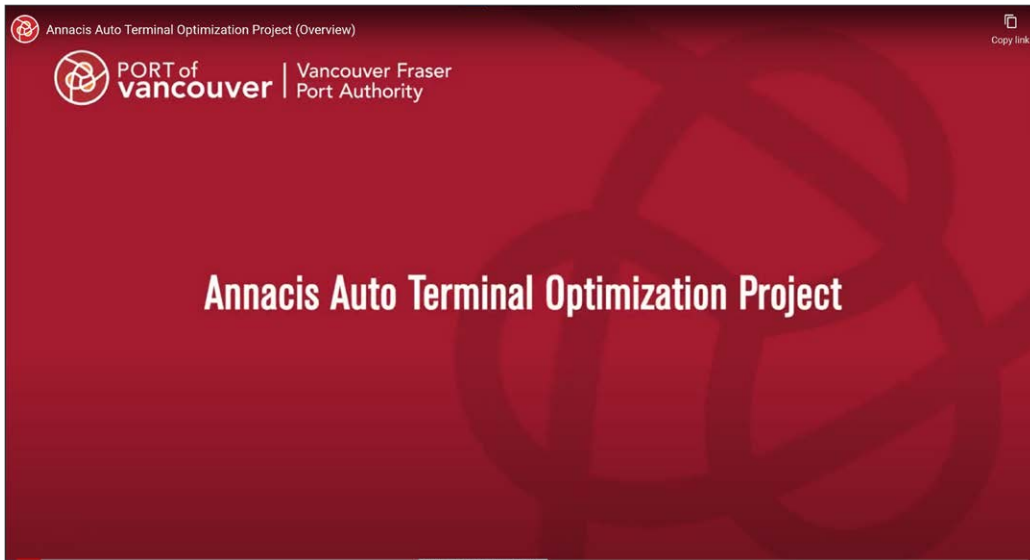 Annacis Auto Terminal Optimization Project (Overview)
Copy link
PORT of
vancouver
Vancouver Fraser
Port Authority
Annacis Auto Terminal Optimization Project